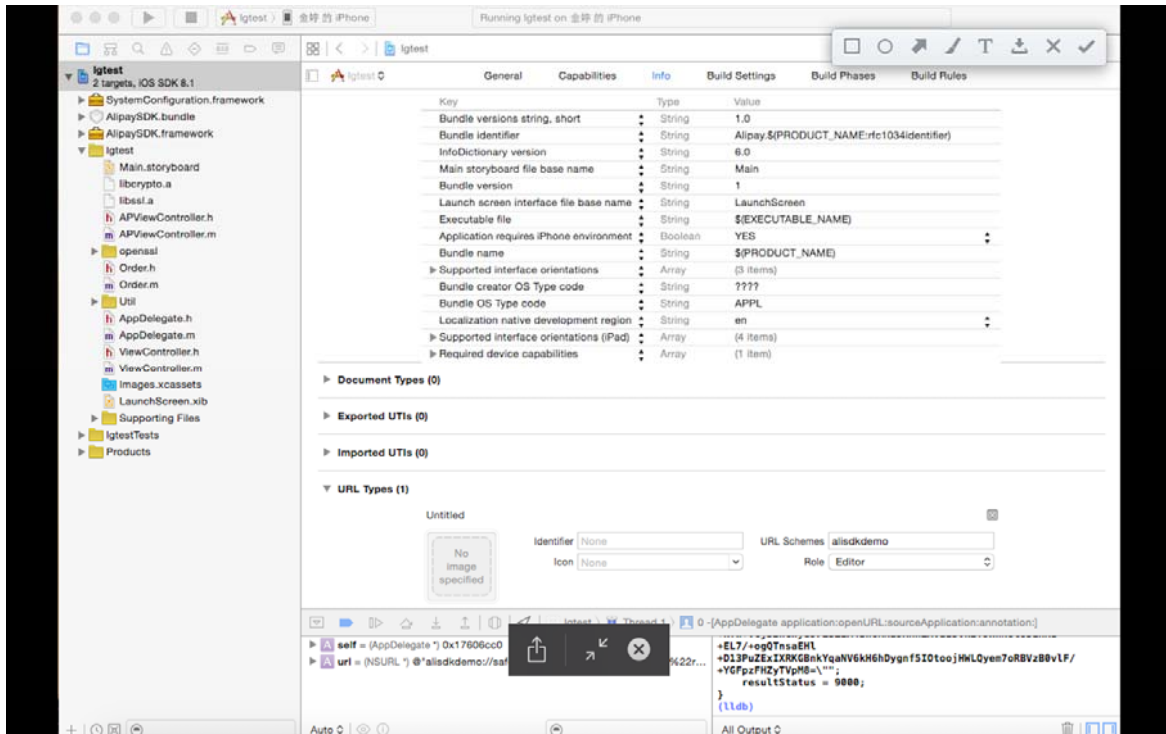 lgtest 金婷 的 iPhone
Running lgtest on 金婷 的 iPhone
lgtest
T
lgtest
2 targets, iOS SDK 8.1
SystemConfiguration.framework
AlipaySDK.bundle
AlipaySDK.framework
lgtest
Main.storyboard
libcrypto.a
libssl.a
APViewController.h
APViewController.m
openssl
Order.h
Order.m
Util
AppDelegate.h
AppDelegate.m
ViewController.h
ViewController.m
Images.xcassets
LaunchScreen.xib
Supporting Files
lgtestTests
Products
lgtest General Capabilities Info Build Settings Build Phases Build Rules
Key Type Value
Bundle versions string, short String 1.0
Bundle identifier String Alipay.$(PRODUCT_NAME:rfc1034identifier)
InfoDictionary version String 6.0
Main storyboard file base name String Main
Bundle version String 1
Launch screen interface file base name String LaunchScreen
Executable file String $(EXECUTABLE_NAME)
Application requires iPhone environment Boolean YES
Bundle name String $(PRODUCT_NAME)
Supported interface orientations Array (3 items)
Bundle creator OS Type code String ????
Bundle OS Type code String APPL
Localization native development region String en
Supported interface orientations (iPad) Array (4 items)
Required device capabilities Array (1 item)
Document Types (0)
Exported UTIs (0)
Imported UTIs (0)
URL Types (1)
Untitled
No
image
specified
Identifier None URL Schemes alisdkdemo
Icon None Role Editor
lgtest Thread 1 0 -[AppDelegate application:openURL:sourceApplication:annotation:]
self = (AppDelegate *) 0x17606cc0
url = (NSURL *) @"alisdkdemo://saf %22r...
+EL7/+ogQTnsaEHl
+D13PuZExIXRKGBnkYqaNV6kH6hDygnf5IOtoojHWLQyem7oRBVzB0vlF/
+YGFpzFHZyTVpM8=\"";
resultStatus = 9000;
}
(lldb)
Auto
All Output